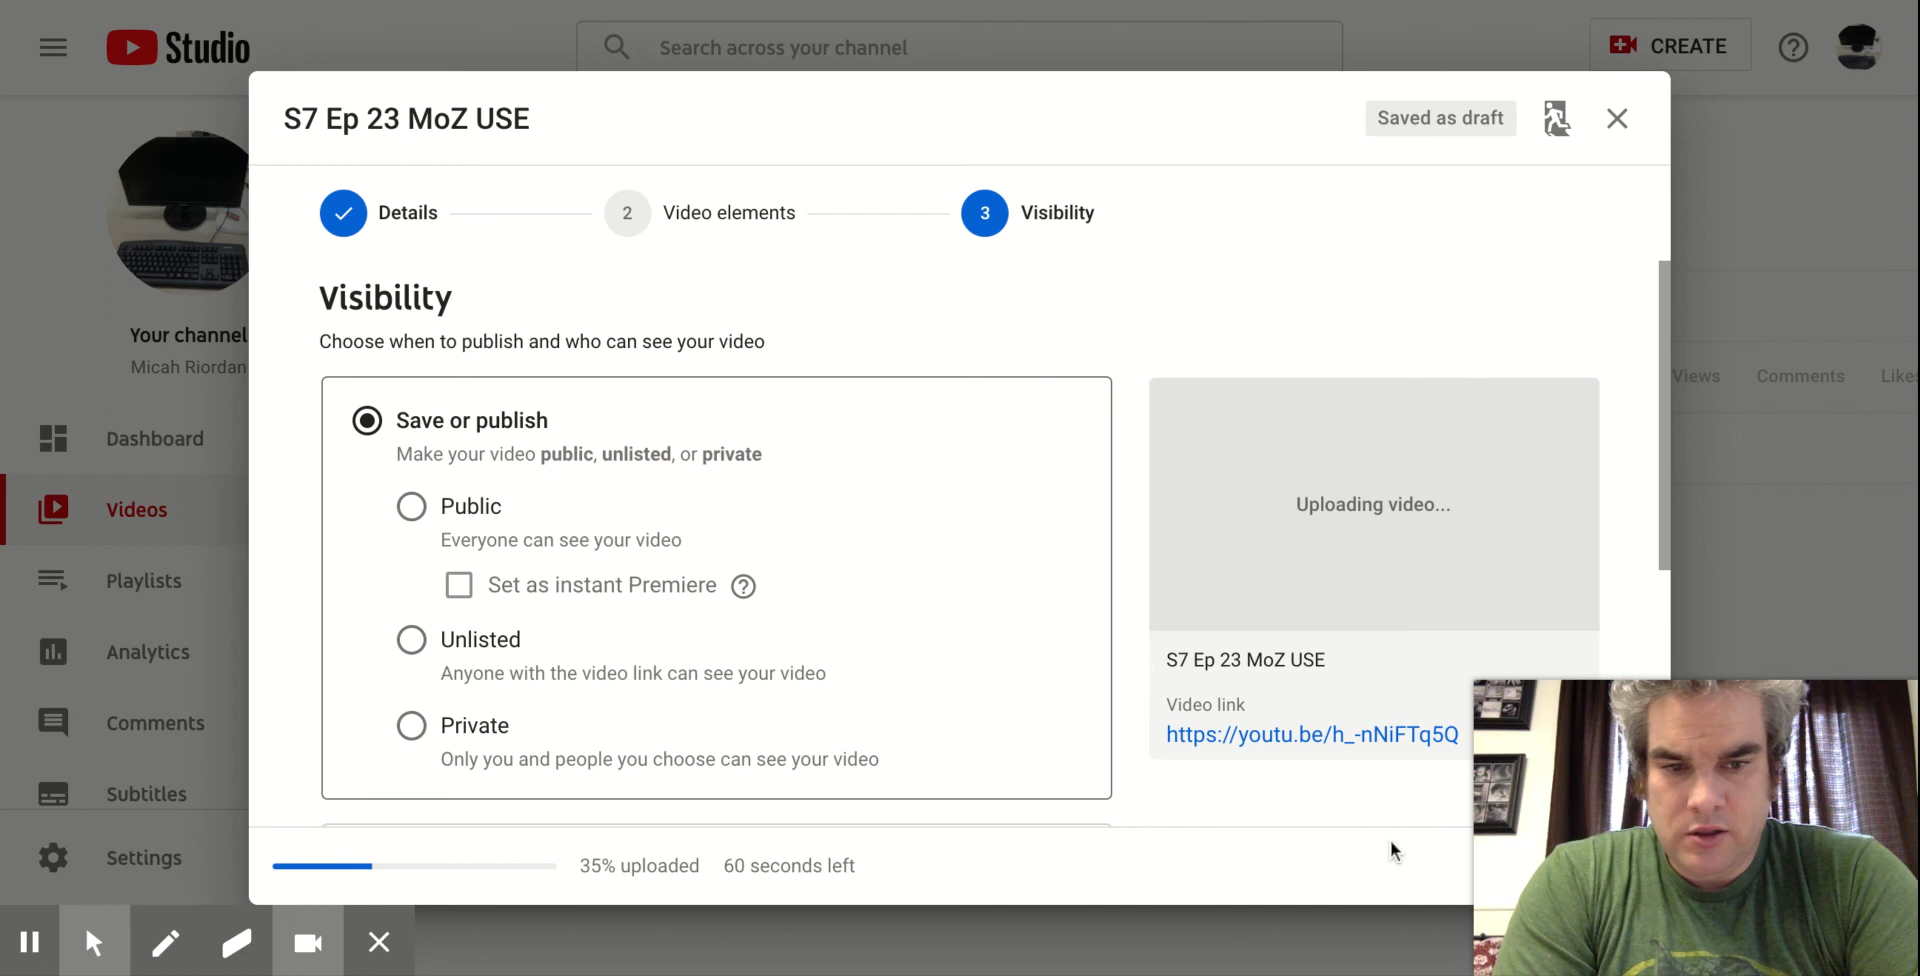 Studio
Search across your channel
CREATE
S7 Ep 23 MoZ USE
Saved as draft
Details
2
Video elements
3
Visibility
Visibility
Choose when to publish and who can see your video
Your channel
Micah Riordan
Views
Comments
Likes
Save or publish
Make your video public, unlisted, or private
Public
Everyone can see your video
Set as instant Premiere
Unlisted
Anyone with the video link can see your video
Private
Only you and people you choose can see your video
Uploading video...
S7 Ep 23 MoZ USE
Video link
https://youtu.be/h_-nNiFTq5Q
Dashboard
Videos
Playlists
Analytics
Comments
Subtitles
Settings
35% uploaded
60 seconds left